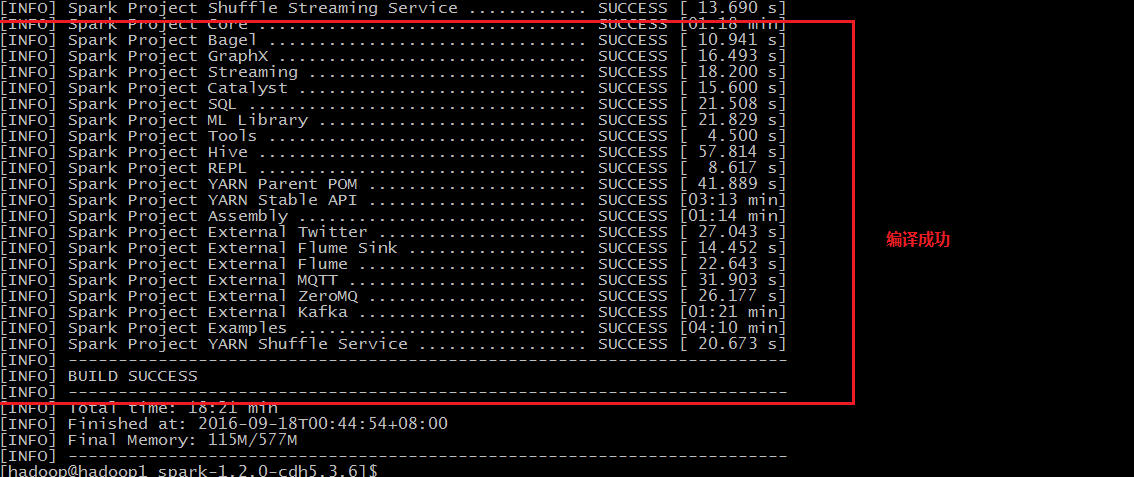 [INFO] Spark Project Shuffle Streaming Service ............ SUCCESS [ 13.690 s]
[INFO] Spark Project Core ................................ SUCCESS [01:18 min]
[INFO] Spark Project Bagel ............................... SUCCESS [ 10.941 s]
[INFO] Spark Project GraphX .............................. SUCCESS [ 16.493 s]
[INFO] Spark Project Streaming ........................... SUCCESS [ 18.200 s]
[INFO] Spark Project Catalyst ............................ SUCCESS [ 15.600 s]
[INFO] Spark Project SQL ................................. SUCCESS [ 21.508 s]
[INFO] Spark Project ML Library .......................... SUCCESS [ 21.829 s]
[INFO] Spark Project Tools ............................... SUCCESS [  4.500 s]
[INFO] Spark Project Hive ................................ SUCCESS [ 57.814 s]
[INFO] Spark Project REPL ................................ SUCCESS [  8.617 s]
[INFO] Spark Project YARN Parent POM ..................... SUCCESS [ 41.889 s]
[INFO] Spark Project YARN Stable API ..................... SUCCESS [03:13 min]
[INFO] Spark Project Assembly ............................ SUCCESS [01:14 min]
[INFO] Spark Project External Twitter .................... SUCCESS [ 27.043 s]
编译成功
[INFO] Spark Project External Flume Sink ................. SUCCESS [ 14.452 s]
[INFO] Spark Project External Flume ...................... SUCCESS [ 22.643 s]
[INFO] Spark Project External MQTT ....................... SUCCESS [ 31.903 s]
[INFO] Spark Project External ZeroMQ ..................... SUCCESS [ 26.177 s]
[INFO] Spark Project External Kafka ...................... SUCCESS [01:21 min]
[INFO] Spark Project Examples ............................ SUCCESS [04:10 min]
[INFO] Spark Project YARN Shuffle Service ................ SUCCESS [ 20.673 s]
[INFO] ------------------------------------------------------------------------
[INFO] BUILD SUCCESS
[INFO] ------------------------------------------------------------------------
[INFO] Total time: 18:21 min
[INFO] Finished at: 2016-09-18T00:44:54+08:00
[INFO] Final Memory: 115M/577M
[INFO] ------------------------------------------------------------------------
[hadoop@hadoop1 spark-1.2.0-cdh5.3.6]$